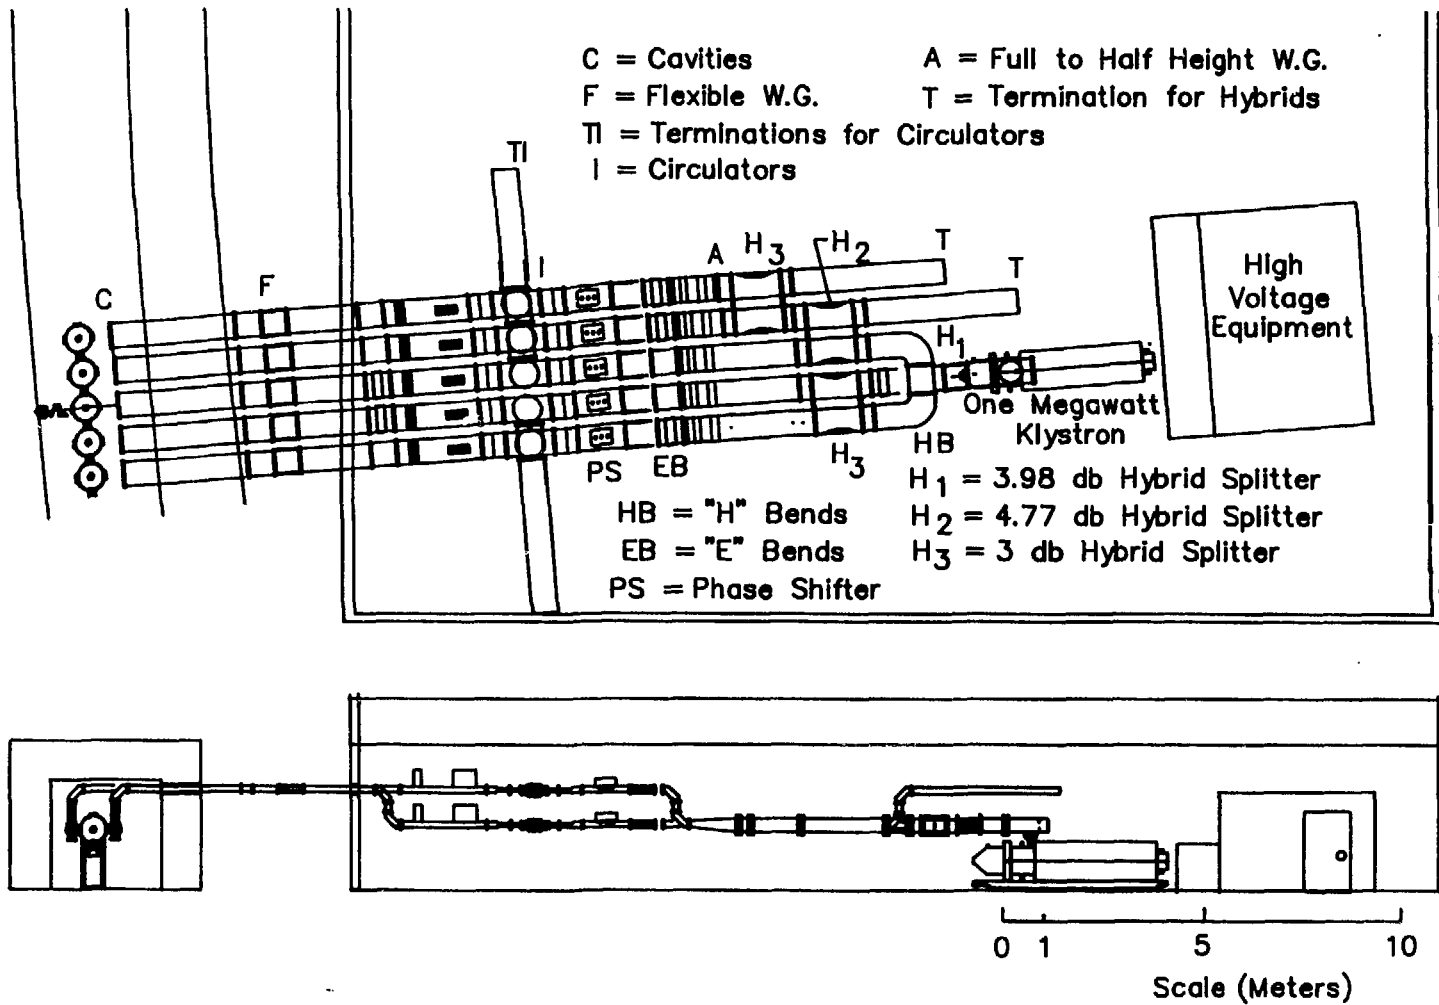 C = Cavities
A = Full to Half Height W.G.
F = Flexible W.G.
T = Termination for Hybrids
TI = Terminations for Circulators
I = Circulators
TI
C
F
I
A
H3
H2
T
T
High
Voltage
Equipment
H1
One Megawatt
Klystron
PS
EB
H3
HB
H1 = 3.98 db Hybrid Splitter
HB = "H" Bends
H2 = 4.77 db Hybrid Splitter
EB = "E" Bends
H3 = 3 db Hybrid Splitter
PS = Phase Shifter
0 1 5 10
Scale (Meters)